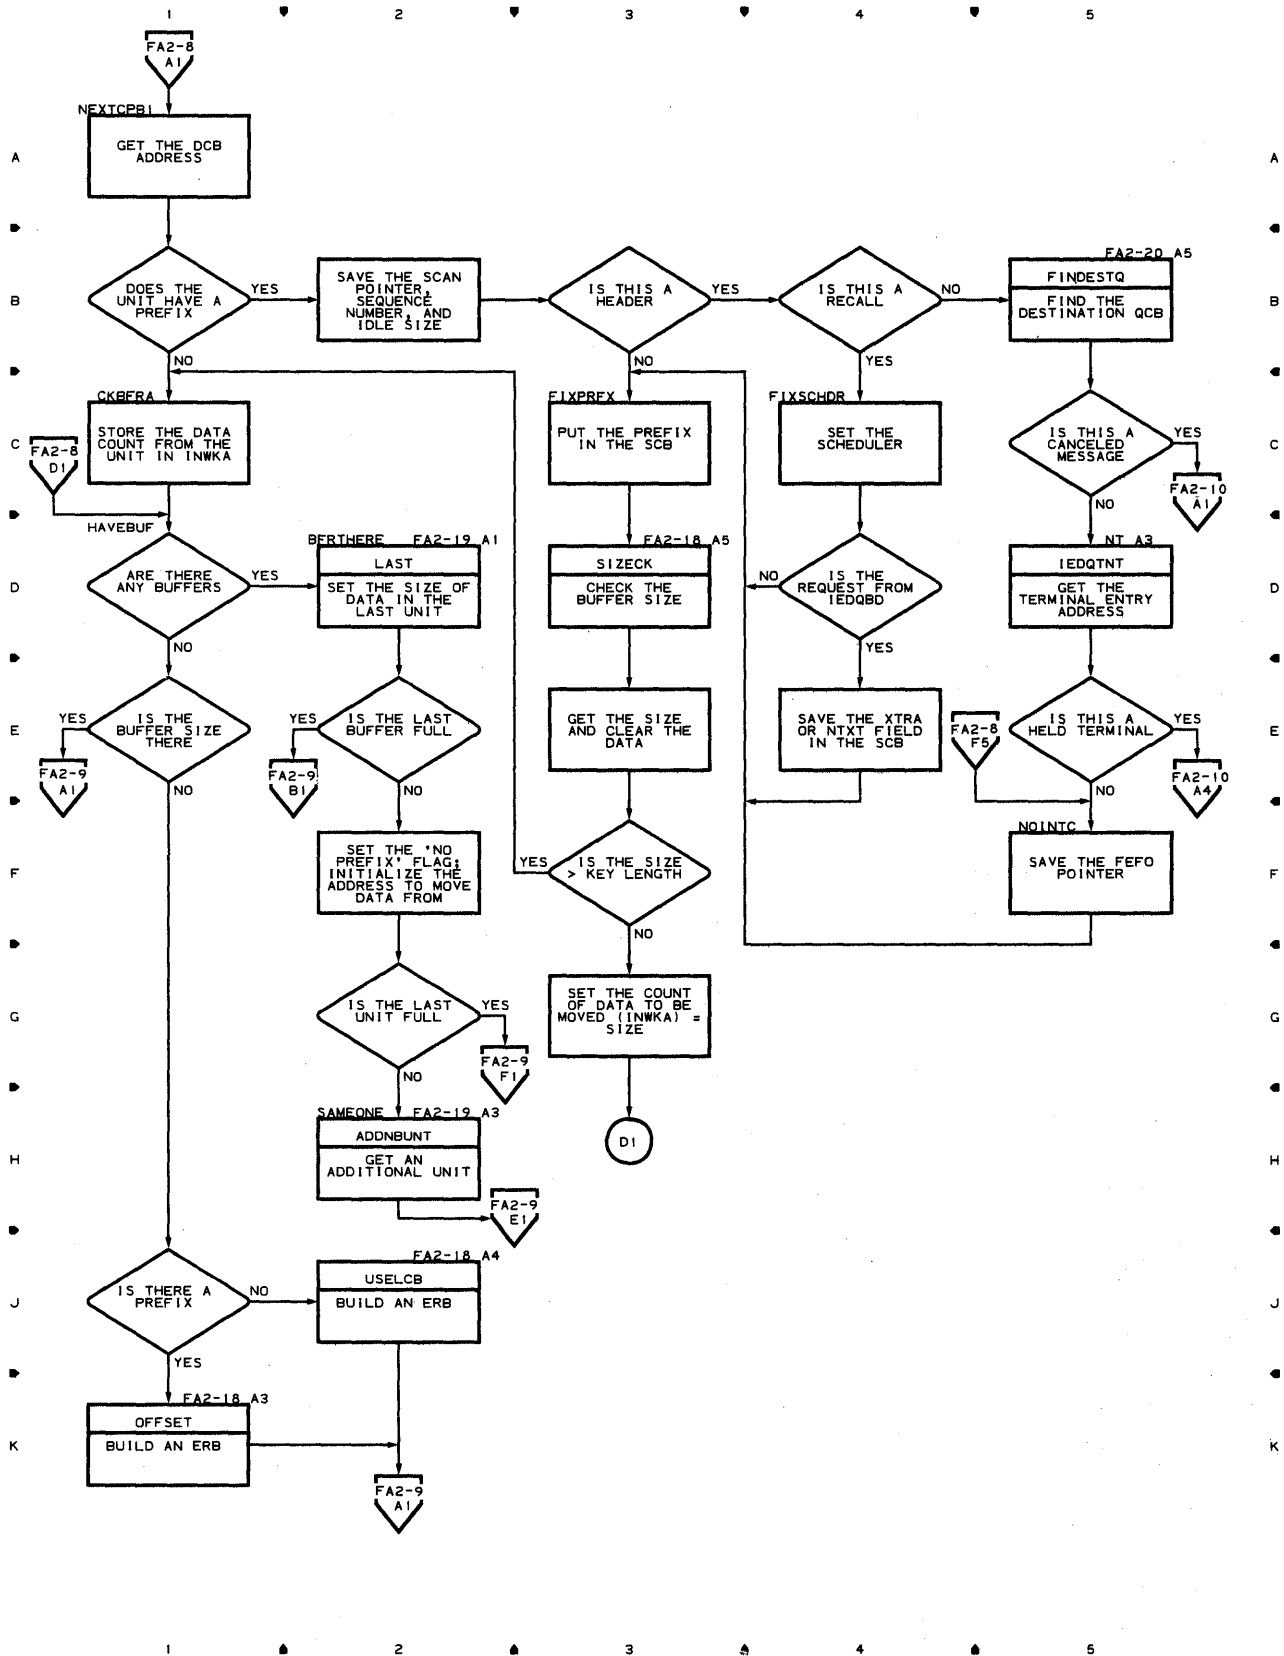 1 2 3 4 5
FA2-8
A1
NEXTCPB1
GET THE DCB
ADDRESS
A
A
DOES THE
UNIT HAVE A
PREFIX
YES
NO
SAVE THE SCAN
POINTER,
SEQUENCE
NUMBER, AND
IDLE SIZE
IS THIS A
HEADER
YES
NO
IS THIS A
RECALL
NO
YES
FA2-20 A5
FINDESTQ
FIND THE
DESTINATION QCB
B
B
CKBFRA
STORE THE DATA
COUNT FROM THE
UNIT IN INWKA
FA2-8
D1
FIXPRFX
PUT THE PREFIX
IN THE SCB
FIXSCHDR
SET THE
SCHEDULER
IS THIS A
CANCELED
MESSAGE
YES
NO
FA2-10
A1
C
C
HAVEBUF
ARE THERE
ANY BUFFERS
YES
NO
BFRTHERE FA2-19 A1
LAST
SET THE SIZE OF
DATA IN THE
LAST UNIT
FA2-18 A5
SIZECK
CHECK THE
BUFFER SIZE
IS THE
REQUEST FROM
IEDQBD
NO
YES
NT A3
IEDQTNT
GET THE
TERMINAL ENTRY
ADDRESS
D
D
IS THE
BUFFER SIZE
THERE
YES
NO
FA2-9
A1
IS THE LAST
BUFFER FULL
YES
NO
FA2-9
B1
GET THE SIZE
AND CLEAR THE
DATA
SAVE THE XTRA
OR NTXT FIELD
IN THE SCB
FA2-8
F5
IS THIS A
HELD TERMINAL
YES
NO
FA2-10
A4
E
E
SET THE 'NO
PREFIX' FLAG;
INITIALIZE THE
ADDRESS TO MOVE
DATA FROM
IS THE SIZE
> KEY LENGTH
YES
NO
NOINTC
SAVE THE FEFO
POINTER
F
F
IS THE LAST
UNIT FULL
YES
NO
FA2-9
F1
SET THE COUNT
OF DATA TO BE
MOVED (INWKA) =
SIZE
G
G
SAMEONE FA2-19 A3
ADDNBUNT
GET AN
ADDITIONAL UNIT
FA2-9
E1
D1
H
H
IS THERE A
PREFIX
NO
YES
FA2-18 A4
USELCB
BUILD AN ERB
J
J
FA2-18 A3
OFFSET
BUILD AN ERB
FA2-9
A1
K
K
1 2 3 4 5